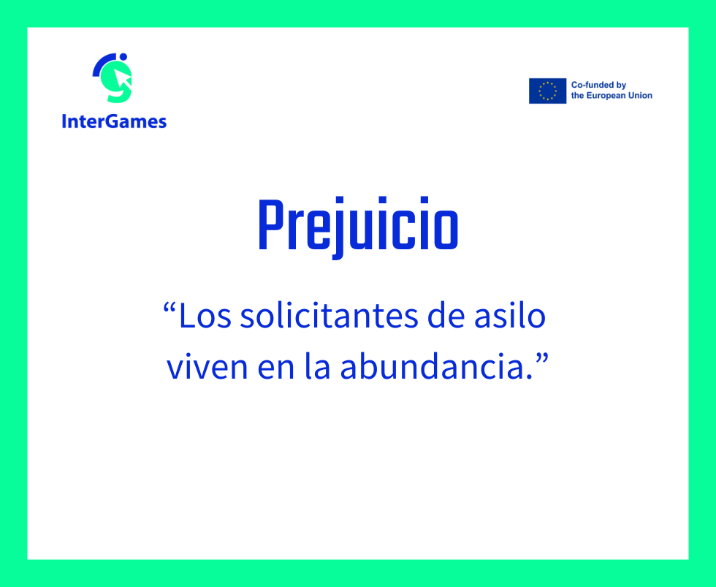 InterGames
Co-funded by
the European Union
Prejuicio
“Los solicitantes de asilo
viven en la abundancia.”